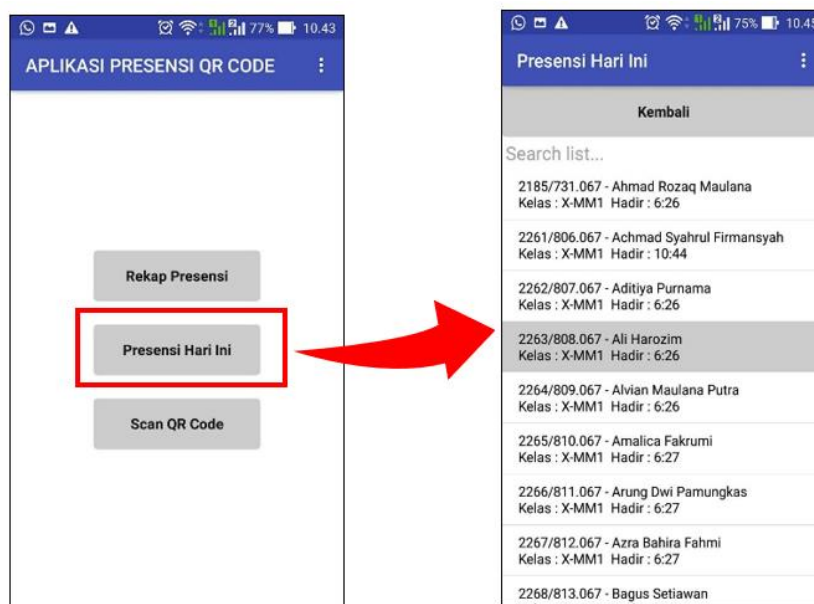 77% 10.43
APLIKASI PRESENSI QR CODE
Rekap Presensi
Presensi Hari Ini
Scan QR Code
75% 10.45
Presensi Hari Ini
Kembali
Search list...
2185/731.067 - Ahmad Rozaq Maulana
Kelas : X-MM1 Hadir : 6:26
2261/806.067 - Achmad Syahrul Firmansyah
Kelas : X-MM1 Hadir : 10:44
2262/807.067 - Aditiya Purnama
Kelas : X-MM1 Hadir : 6:26
2263/808.067 - Ali Harozim
Kelas : X-MM1 Hadir : 6:26
2264/809.067 - Alvian Maulana Putra
Kelas : X-MM1 Hadir : 6:26
2265/810.067 - Amalica Fakrumi
Kelas : X-MM1 Hadir : 6:27
2266/811.067 - Arung Dwi Pamungkas
Kelas : X-MM1 Hadir : 6:27
2267/812.067 - Azra Bahira Fahmi
Kelas : X-MM1 Hadir : 6:27
2268/813.067 - Bagus Setiawan